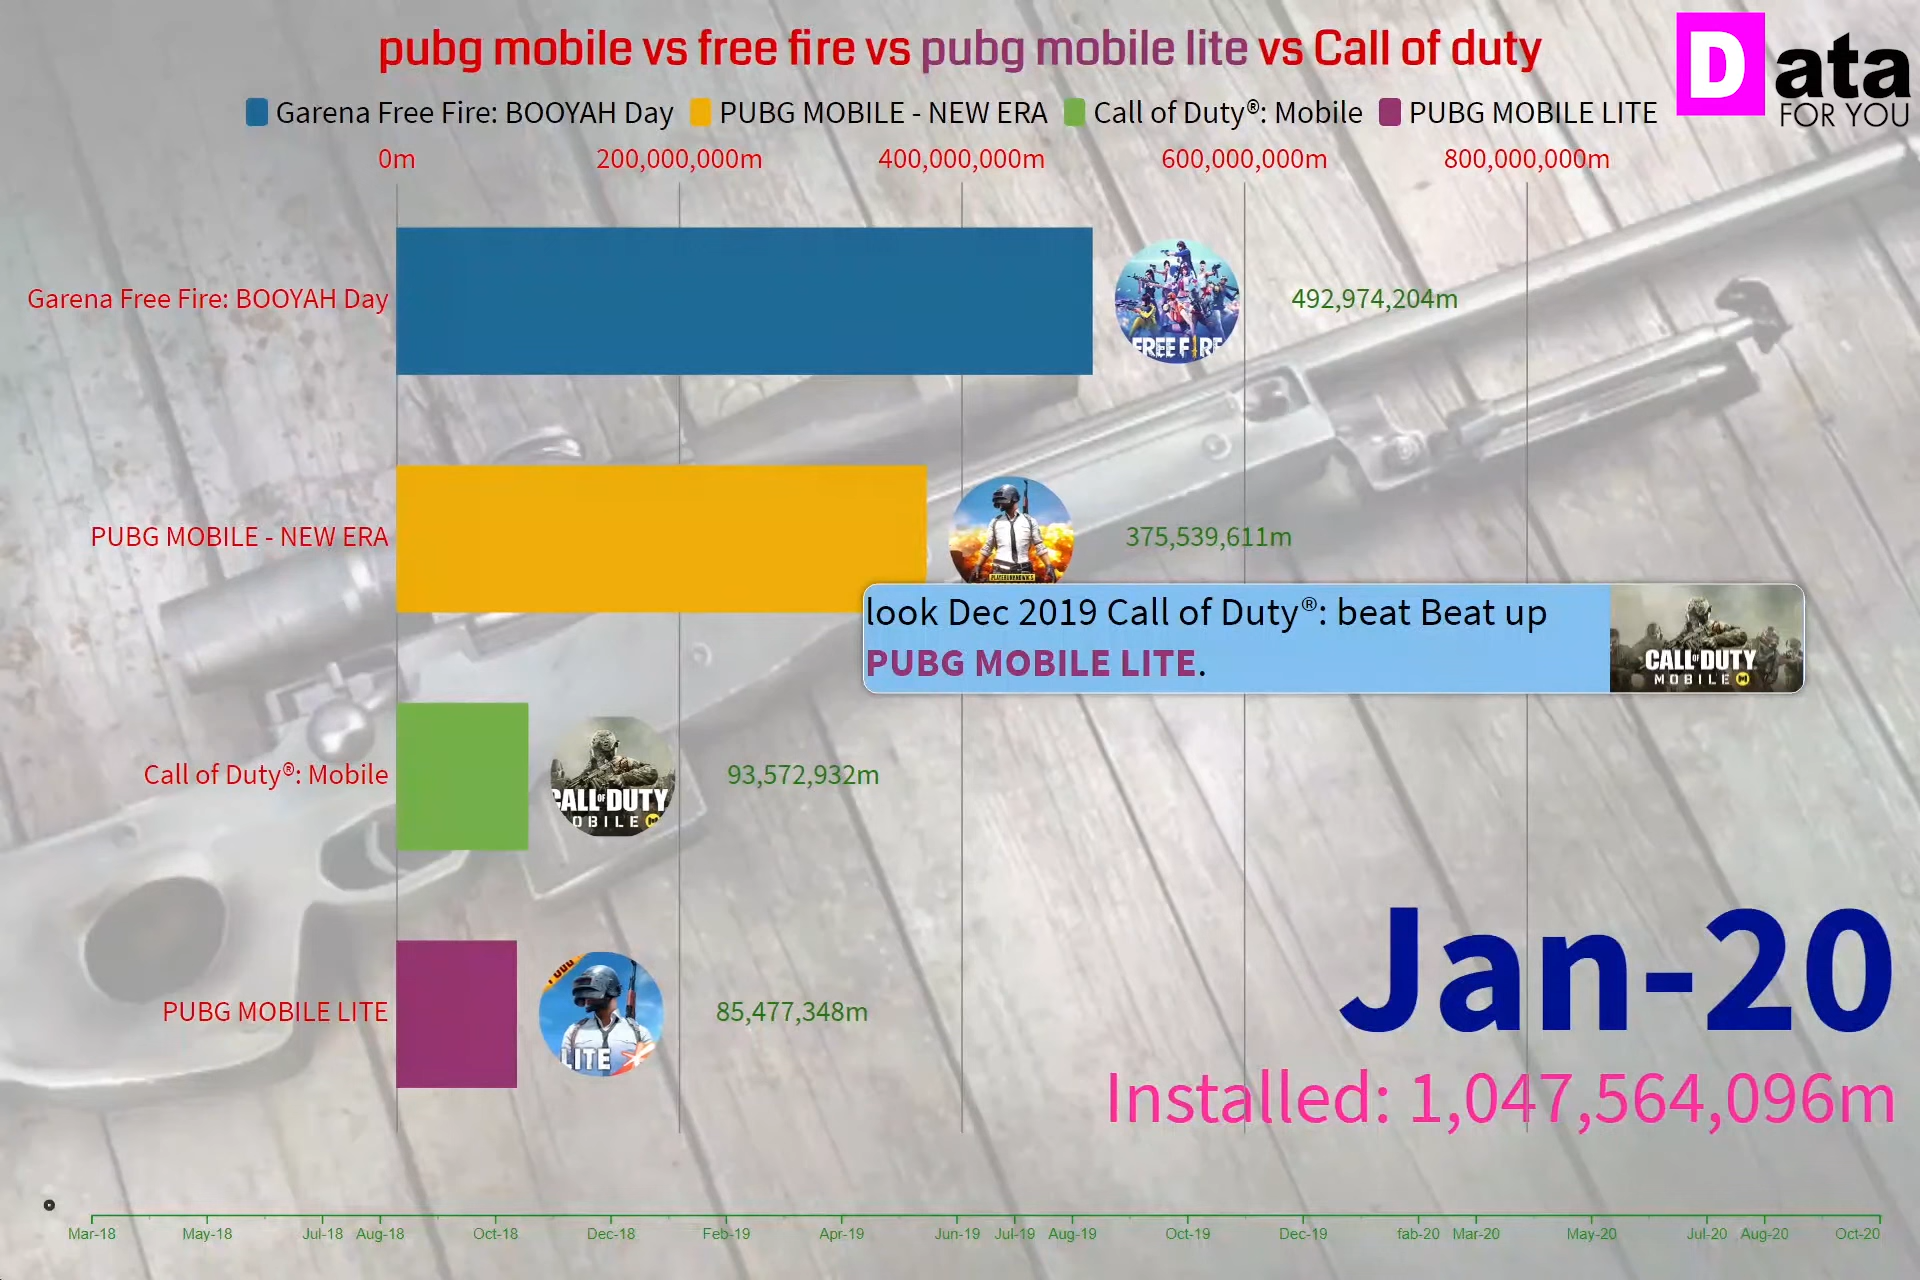 pubg mobile vs free fire vs pubg mobile lite vs Call of duty
Data
FOR YOU
Garena Free Fire: BOOYAH Day PUBG MOBILE - NEW ERA Call of Duty®: Mobile PUBG MOBILE LITE
0m 200,000,000m 400,000,000m 600,000,000m 800,000,000m
Garena Free Fire: BOOYAH Day
FREE FIRE
492,974,204m
PUBG MOBILE - NEW ERA
375,539,611m
look Dec 2019 Call of Duty®: beat Beat up
PUBG MOBILE LITE.
CALL OF DUTY
MOBILE
Call of Duty®: Mobile
CALL OF DUTY
OBILE
93,572,932m
PUBG MOBILE LITE
LITE
85,477,348m
Jan-20
Installed: 1,047,564,096m
Mar-18 May-18 Jul-18 Aug-18 Oct-18 Dec-18 Feb-19 Apr-19 Jun-19 Jul-19 Aug-19 Oct-19 Dec-19 fab-20 Mar-20 May-20 Jul-20 Aug-20 Oct-20